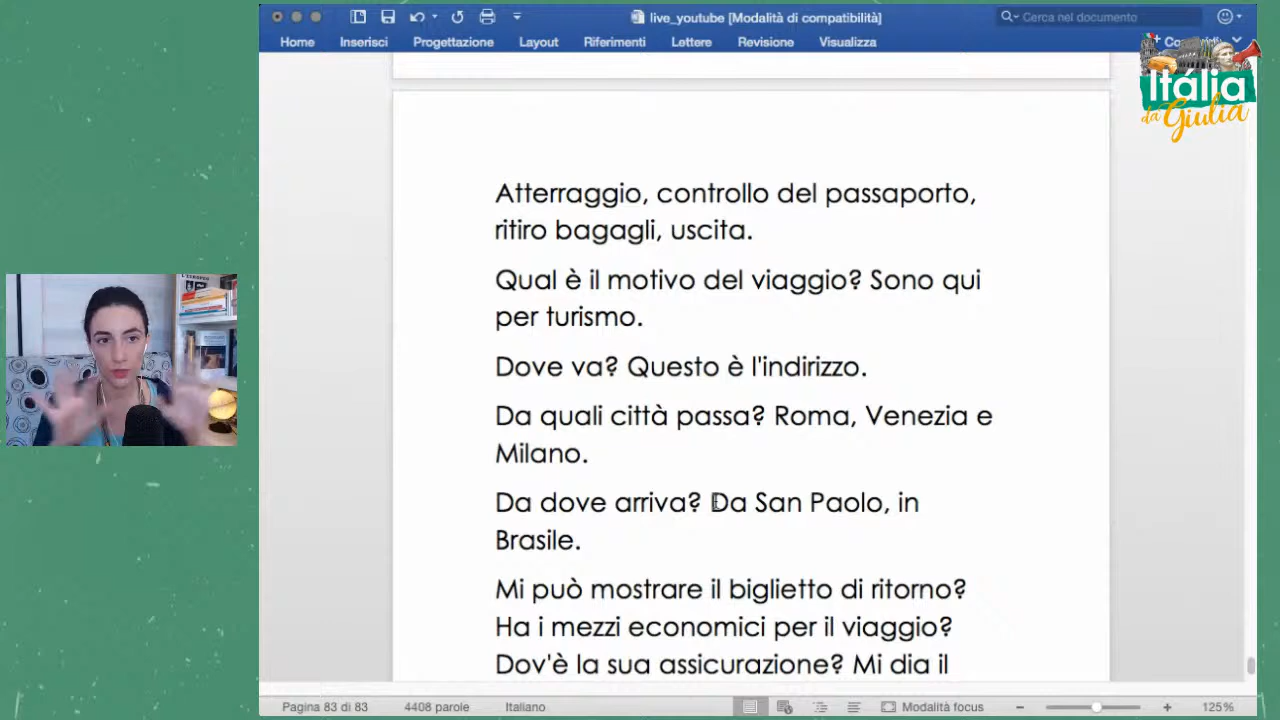 live_youtube [Modalità di compatibilità]
Cerca nel documento
Home Inserisci Progettazione Layout Riferimenti Lettere Revisione Visualizza
Itália
da Giulia
Atterraggio, controllo del passaporto,
ritiro bagagli, uscita.
Qual è il motivo del viaggio? Sono qui
per turismo.
Dove va? Questo è l'indirizzo.
Da quali città passa? Roma, Venezia e
Milano.
Da dove arriva? Da San Paolo, in
Brasile.
Mi può mostrare il biglietto di ritorno?
Ha i mezzi economici per il viaggio?
Dov'è la sua assicurazione? Mi dia il
Pagina 83 di 83 4408 parole Italiano Modalità focus 125%